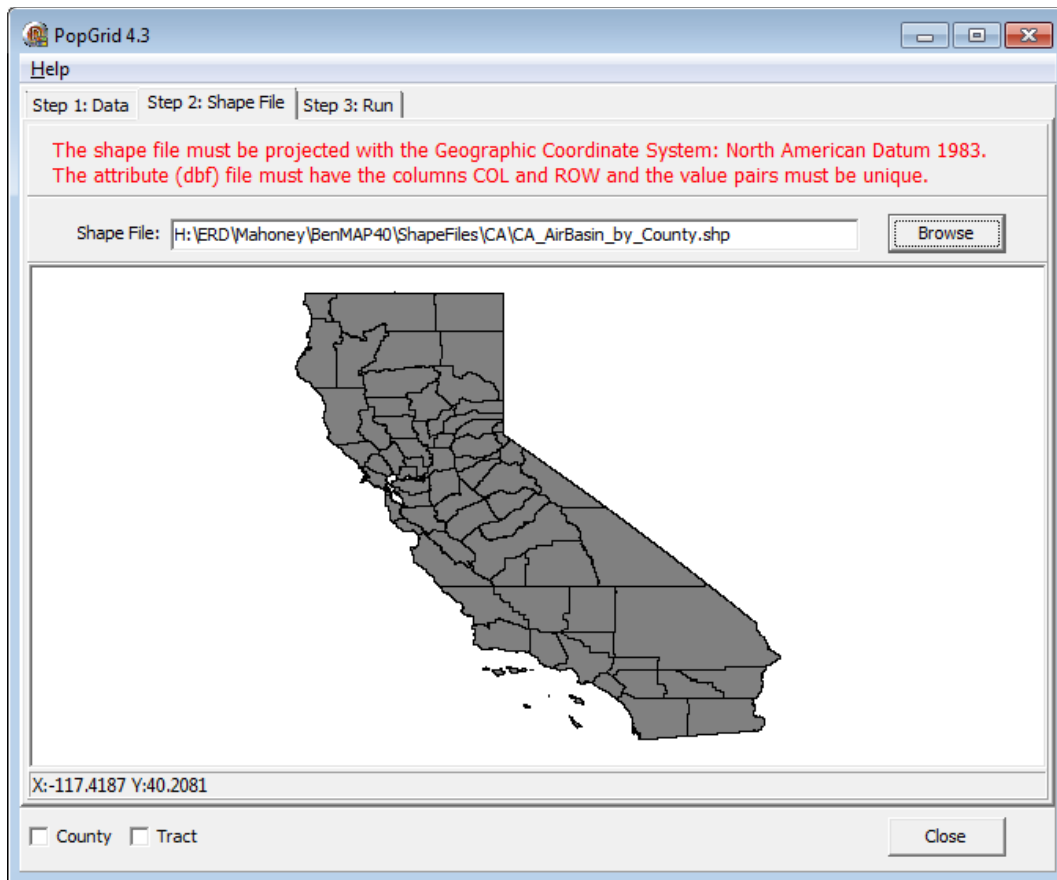 PopGrid 4.3
Help
Step 1: Data Step 2: Shape File Step 3: Run
The shape file must be projected with the Geographic Coordinate System: North American Datum 1983.
The attribute (dbf) file must have the columns COL and ROW and the value pairs must be unique.
Shape File: H:\ERD\Mahoney\BenMAP40\ShapeFiles\CA\CA_AirBasin_by_County.shp Browse
X:-117.4187 Y:40.2081
County Tract Close